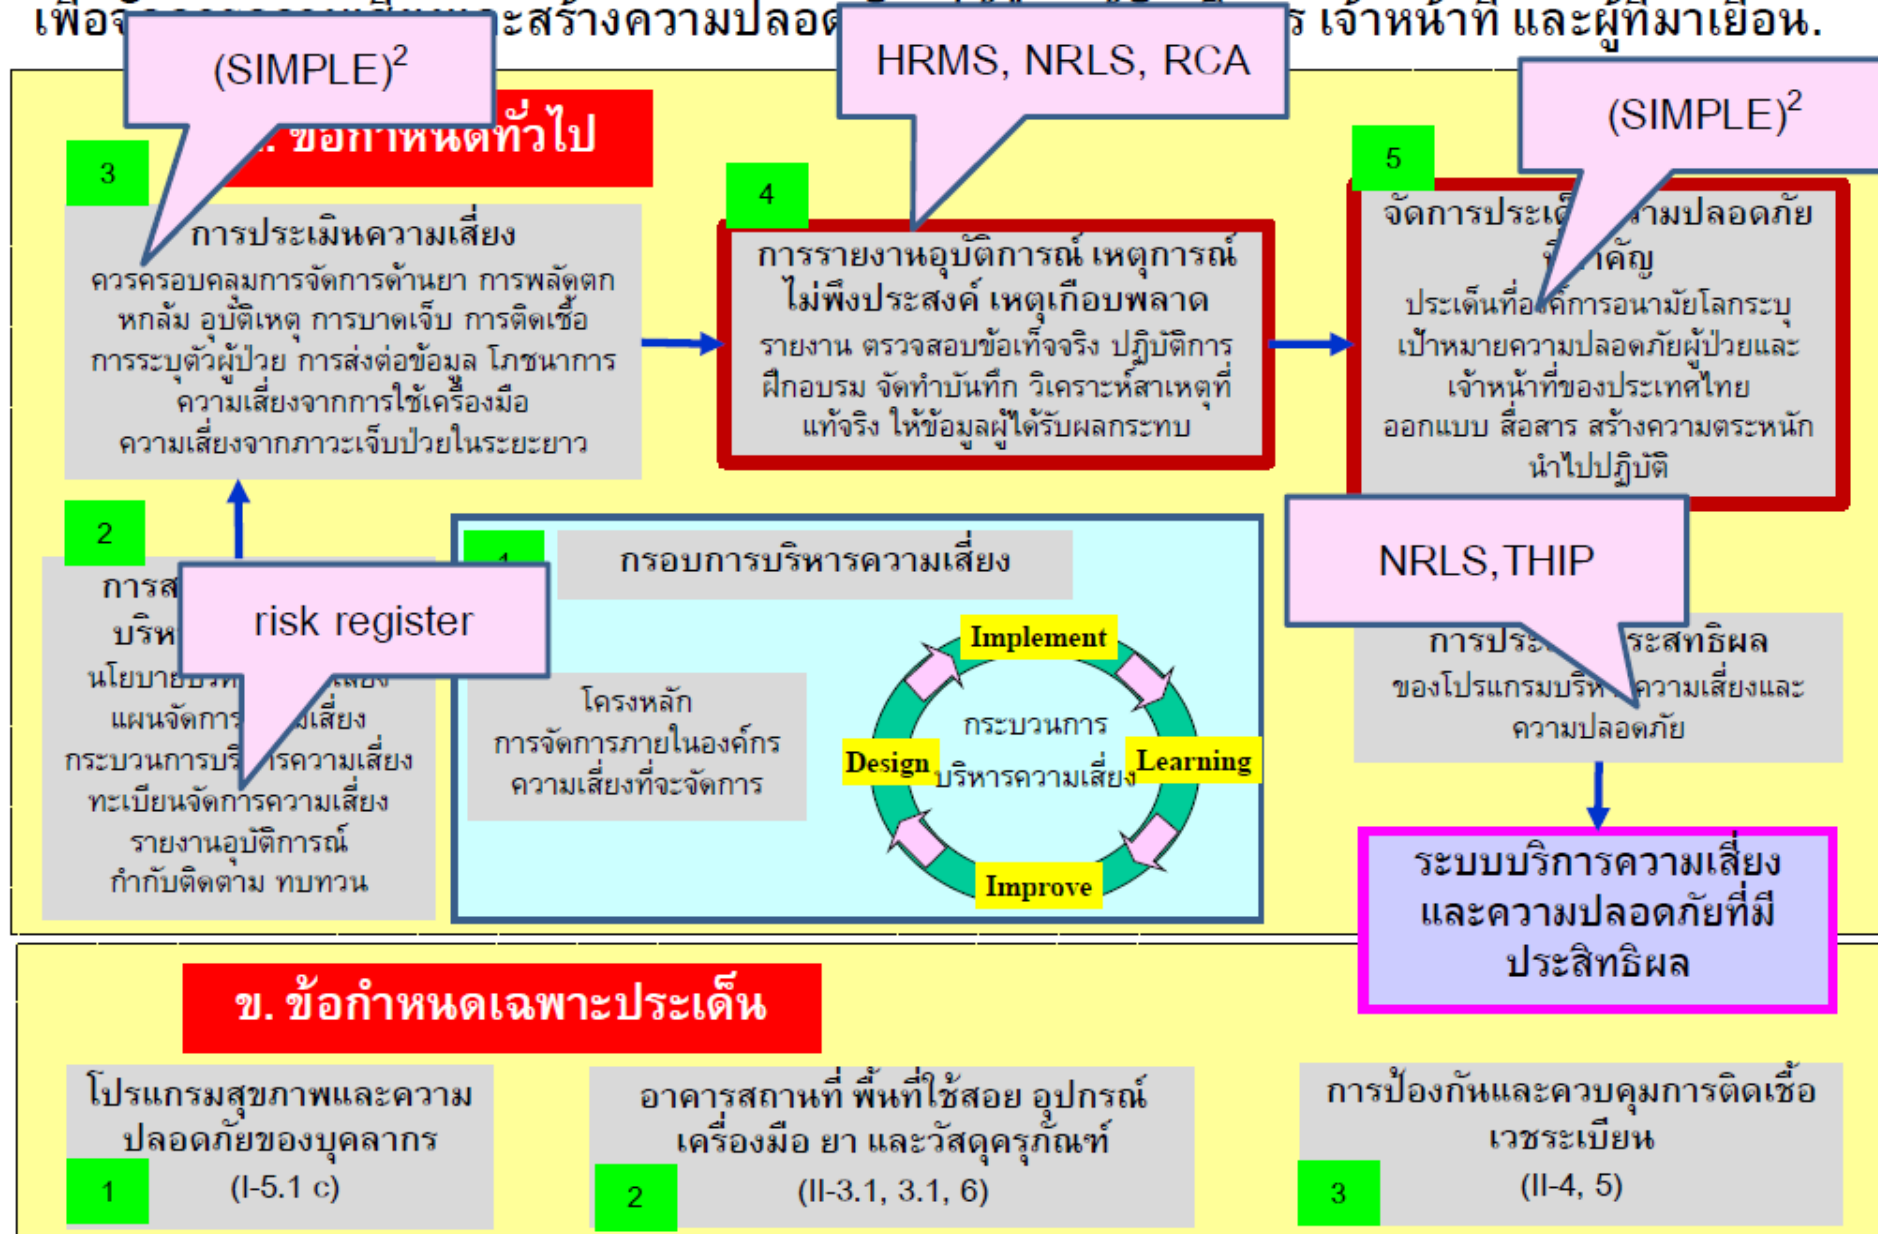 และสร้างความปลอด
เจ้าหน้าที่ และผู้ที่มาเยือน.
(SIMPLE)²
HRMS, NRLS, RCA
(SIMPLE)²
ข้อกำหนดทั่วไป
3
การประเมินความเสี่ยง
ควรครอบคลุมการจัดการด้านยา การพลัดตก
หกล้ม อุบัติเหตุ การบาดเจ็บ การติดเชื้อ
การระบุตัวผู้ป่วย การส่งต่อข้อมูล โภชนาการ
ความเสี่ยงจากการใช้เครื่องมือ
ความเสี่ยงจากภาวะเจ็บป่วยในระยะยาว
4
การรายงานอุบัติการณ์ เหตุการณ์
ไม่พึงประสงค์ เหตุเกือบพลาด
รายงาน ตรวจสอบข้อเท็จจริง ปฏิบัติการ
ฝึกอบรม จัดทำบันทึก วิเคราะห์สาเหตุที่
แท้จริง ให้ข้อมูลผู้ได้รับผลกระทบ
5
จัดการประเด็นความปลอดภัย
ที่สำคัญ
ประเด็นที่องค์การอนามัยโลกระบุ
เป้าหมายความปลอดภัยผู้ป่วยและ
เจ้าหน้าที่ของประเทศไทย
ออกแบบ สื่อสาร สร้างความตระหนัก
นำไปปฏิบัติ
2
risk register
แผนจัดการความเสี่ยง
กระบวนการบริหารความเสี่ยง
ทะเบียนจัดการความเสี่ยง
รายงานอุบัติการณ์
กำกับติดตาม ทบทวน
1
กรอบการบริหารความเสี่ยง
โครงหลัก
การจัดการภายในองค์กร
ความเสี่ยงที่จะจัดการ
Implement
Design
กระบวนการ
บริหารความเสี่ยง
Learning
Improve
NRLS,THIP
การประเมินประสิทธิผล
ของโปรแกรมบริหารความเสี่ยงและ
ความปลอดภัย
ระบบบริการความเสี่ยง
และความปลอดภัยที่มี
ประสิทธิผล
ข. ข้อกำหนดเฉพาะประเด็น
โปรแกรมสุขภาพและความ
ปลอดภัยของบุคลากร
(I-5.1 c)
1
อาคารสถานที่ พื้นที่ใช้สอย อุปกรณ์
เครื่องมือ ยา และวัสดุครุภัณฑ์
(II-3.1, 3.1, 6)
2
การป้องกันและควบคุมการติดเชื้อ
เวชระเบียน
(II-4, 5)
3